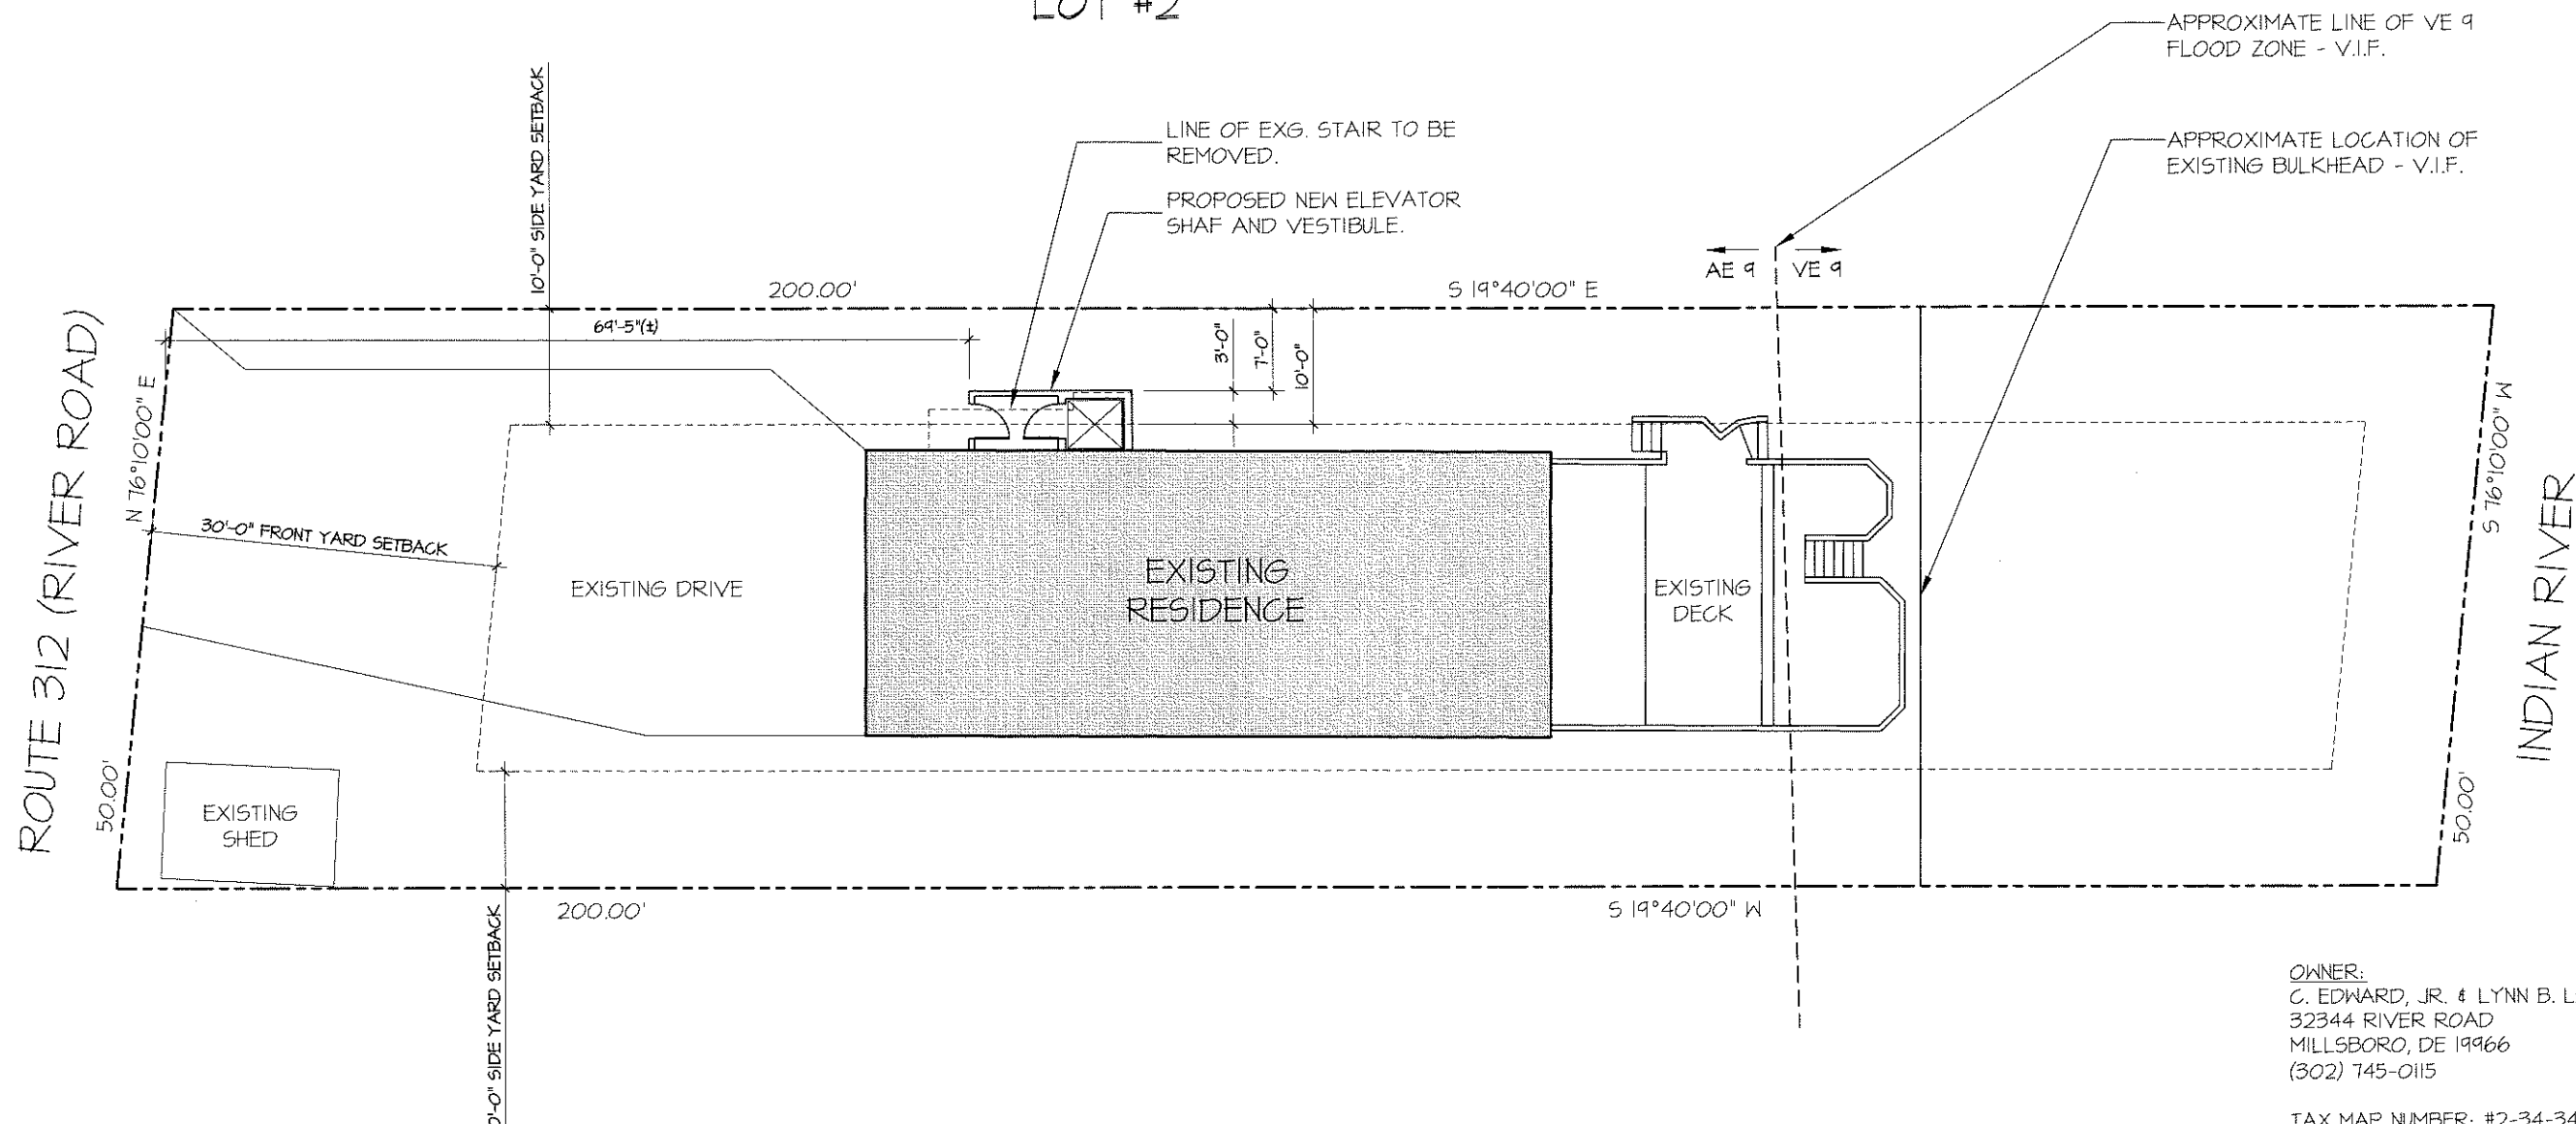 LOT #2
APPROXIMATE LINE OF VE 9
FLOOD ZONE - V.I.F.
APPROXIMATE LOCATION OF
EXISTING BULKHEAD - V.I.F.
LINE OF EXG. STAIR TO BE
REMOVED.
PROPOSED NEW ELEVATOR
SHAF AND VESTIBULE.
10'-0" SIDE YARD SETBACK
AE 9
VE 9
200.00'
S 19°40'00" E
69'-5"(±)
3'-0"
7'-0"
10'-0"
ROUTE 312 (RIVER ROAD)
N 76°10'00" E
50.00'
30'-0" FRONT YARD SETBACK
EXISTING DRIVE
EXISTING
RESIDENCE
EXISTING
DECK
EXISTING
SHED
S 76°10'00" W
50.00'
INDIAN RIVER
200.00'
S 19°40'00" W
0'-0" SIDE YARD SETBACK
OWNER:
C. EDWARD, JR. & LYNN B. L
32344 RIVER ROAD
MILLSBORO, DE 19966
(302) 745-0115
TAX MAP NUMBER: #2-34-34